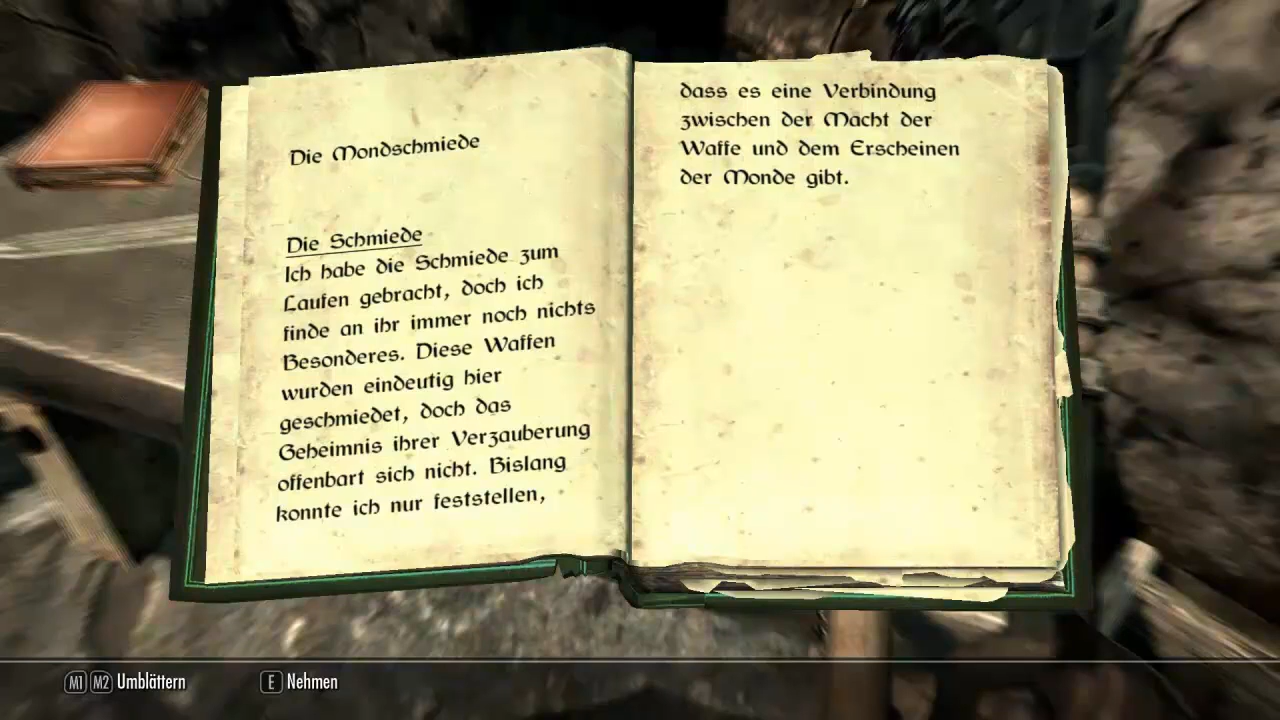 Die Mondschmiede
Die Schmiede
Ich habe die Schmiede zum
Laufen gebracht, doch ich
finde an ihr immer noch nichts
Besonderes. Diese Waffen
wurden eindeutig hier
geschmiedet, doch das
Geheimnis ihrer Verzauberung
offenbart sich nicht. Bislang
konnte ich nur feststellen,
dass es eine Verbindung
zwischen der Macht der
Waffe und dem Erscheinen
der Monde gibt.
M1 M2 Umblättern
E Nehmen